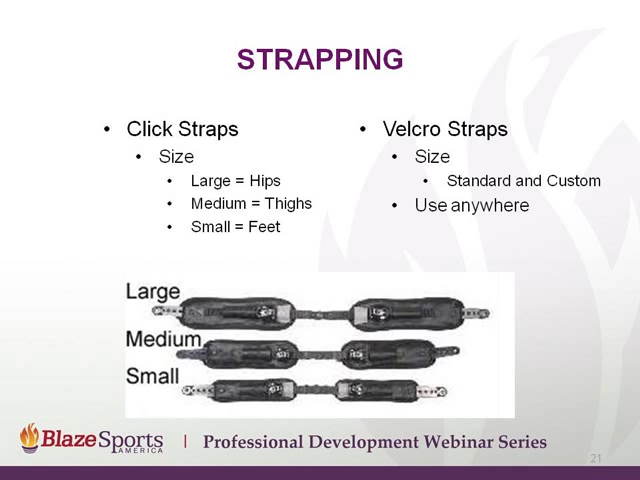 STRAPPING
• Click Straps
• Size
• Large = Hips
• Medium = Thighs
• Small = Feet
• Velcro Straps
• Size
• Standard and Custom
• Use anywhere
Large
Medium
Small
BlazeSports
AMERICA
| Professional Development Webinar Series
21